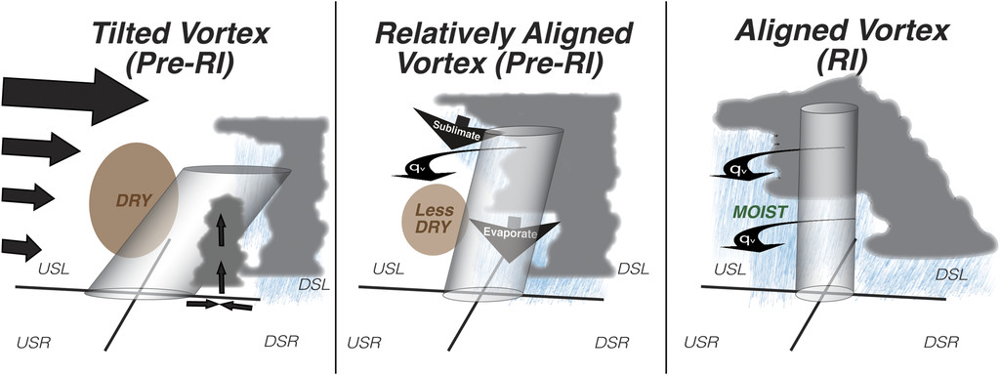 Tilted Vortex
(Pre-RI)
DRY
USL
DSL
USR
DSR
Relatively Aligned
Vortex (Pre-RI)
Sublimate
qv
Less
DRY
Evaporate
USL
DSL
USR
DSR
Aligned Vortex
(RI)
qv
MOIST
qv
USL
DSL
USR
DSR